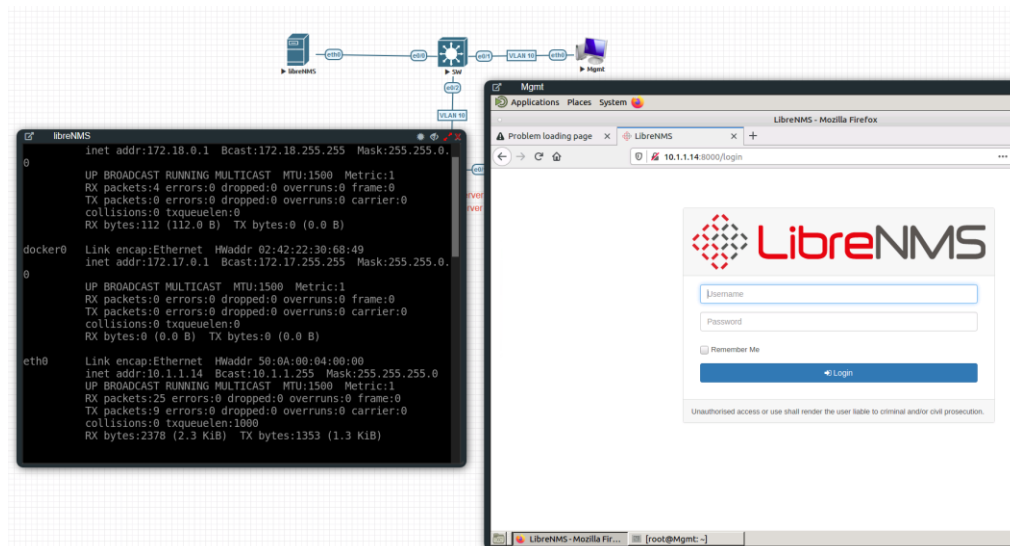 eth0
e0/0
e0/1
VLAN 10
eth0
libreNMS
SW
Mgmt
e0/2
VLAN 10
libreNMS
inet addr:172.18.0.1 Bcast:172.18.255.255 Mask:255.255.0.
0
UP BROADCAST RUNNING MULTICAST MTU:1500 Metric:1
RX packets:4 errors:0 dropped:0 overruns:0 frame:0
TX packets:0 errors:0 dropped:0 overruns:0 carrier:0
collisions:0 txqueuelen:0
RX bytes:112 (112.0 B) TX bytes:0 (0.0 B)
docker0 Link encap:Ethernet HWaddr 02:42:22:30:68:49
inet addr:172.17.0.1 Bcast:172.17.255.255 Mask:255.255.0.
0
UP BROADCAST MULTICAST MTU:1500 Metric:1
RX packets:0 errors:0 dropped:0 overruns:0 frame:0
TX packets:0 errors:0 dropped:0 overruns:0 carrier:0
collisions:0 txqueuelen:0
RX bytes:0 (0.0 B) TX bytes:0 (0.0 B)
eth0 Link encap:Ethernet HWaddr 50:0A:00:04:00:00
inet addr:10.1.1.14 Bcast:10.1.1.255 Mask:255.255.255.0
UP BROADCAST RUNNING MULTICAST MTU:1500 Metric:1
RX packets:25 errors:0 dropped:0 overruns:0 frame:0
TX packets:9 errors:0 dropped:0 overruns:0 carrier:0
collisions:0 txqueuelen:1000
RX bytes:2378 (2.3 KiB) TX bytes:1353 (1.3 KiB)
Mgmt
Applications Places System
LibreNMS - Mozilla Firefox
Problem loading page
LibreNMS
10.1.1.14:8000/login
LibreNMS
Username
Password
Remember Me
Login
Unauthorised access or use shall render the user liable to criminal and/or civil prosecution.
LibreNMS - Mozilla Fir...
[root@Mgmt: ~]